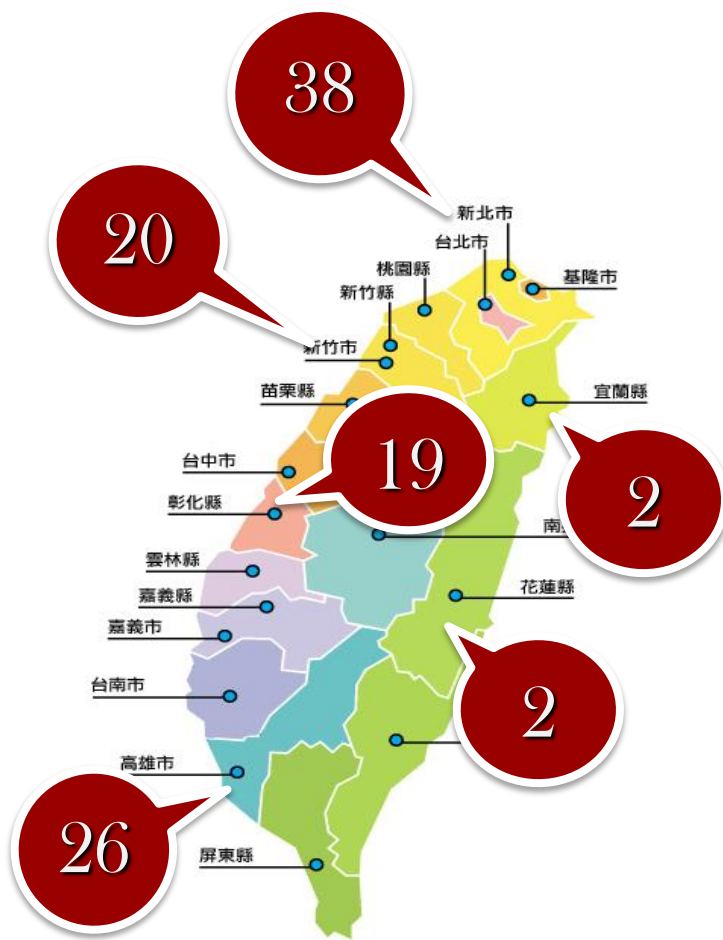 38
新北市
20
台北市
桃園縣
基隆市
新竹縣
新竹市
苗栗縣
宜蘭縣
19
台中市
2
彰化縣
南
雲林縣
花蓮縣
嘉義縣
嘉義市
台南市
2
高雄市
26
屏東縣